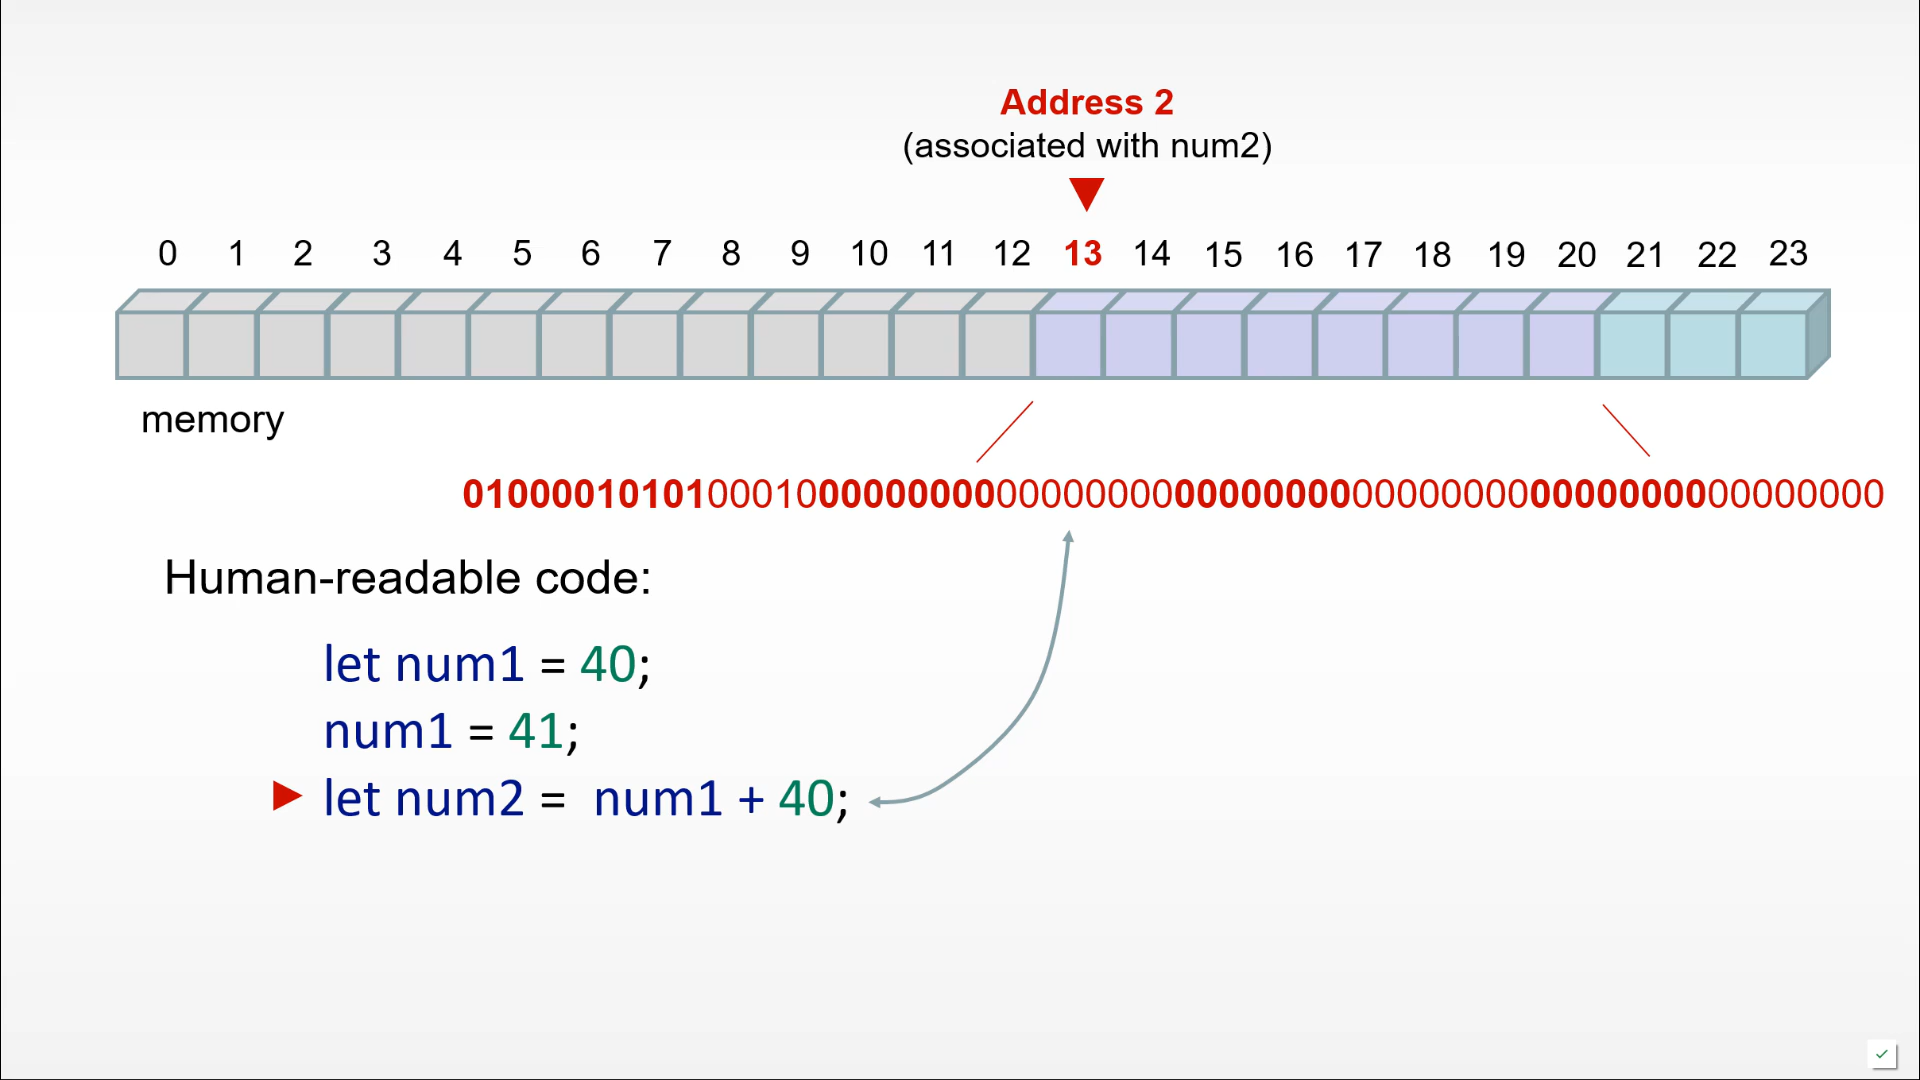 Address 2
(associated with num2)
0 1 2 3 4 5 6 7 8 9 10 11 12 13 14 15 16 17 18 19 20 21 22 23
memory
0100001010100010000000000000000000000000000000000000000000000000
Human-readable code:
let num1 = 40;
num1 = 41;
let num2 = num1 + 40;